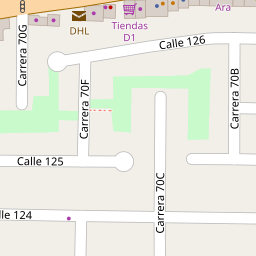 Carrera 70G
DHL
Tiendas
D1
Ara
Calle 126
Carrera 70F
Carrera 70B
Calle 125
Carrera 70C
Calle 124